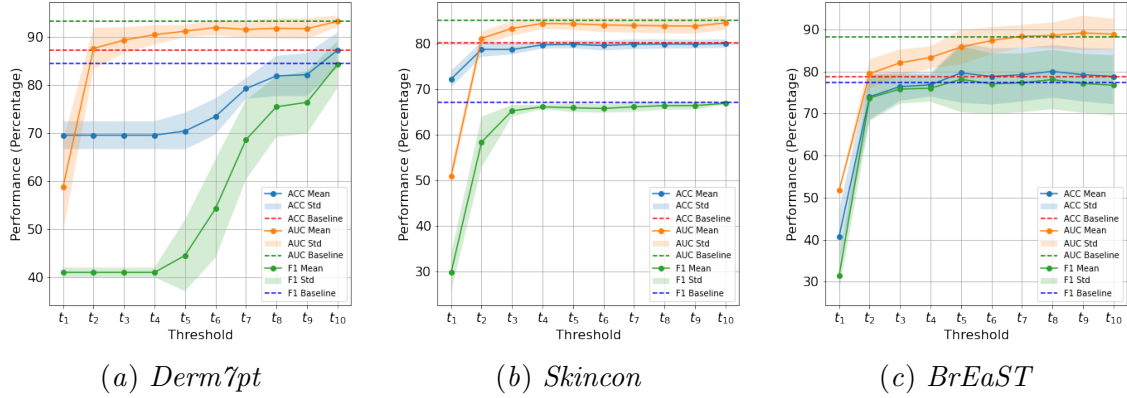 Performance (Percentage)
90
80
70
60
50
40
ACC Mean
ACC Std
ACC Baseline
AUC Mean
AUC Std
AUC Baseline
F1 Mean
F1 Std
F1 Baseline
t1 t2 t3 t4 t5 t6 t7 t8 t9 t10
Threshold
(a) Derm7pt
Performance (Percentage)
90
80
70
60
50
40
30
ACC Mean
ACC Std
ACC Baseline
AUC Mean
AUC Std
AUC Baseline
F1 Mean
F1 Std
F1 Baseline
t1 t2 t3 t4 t5 t6 t7 t8 t9 t10
Threshold
(b) Skincon
Performance (Percentage)
90
80
70
60
50
40
30
ACC Mean
ACC Std
ACC Baseline
AUC Mean
AUC Std
AUC Baseline
F1 Mean
F1 Std
F1 Baseline
t1 t2 t3 t4 t5 t6 t7 t8 t9 t10
Threshold
(c) BrEaST